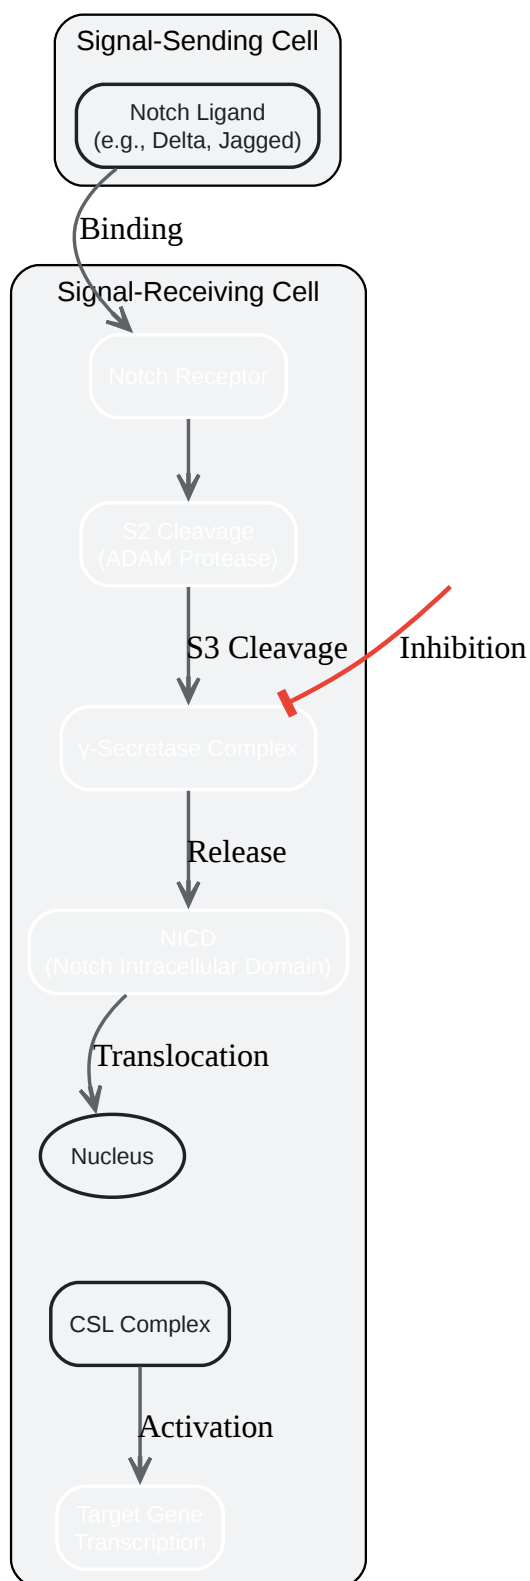 Signal-Sending Cell
Notch Ligand
(e.g., Delta, Jagged)
Binding
Signal-Receiving Cell
Notch Receptor
S2 Cleavage
(ADAM Protease)
S3 Cleavage
Inhibition
γ-Secretase Complex
Release
NICD
(Notch Intracellular Domain)
Translocation
Nucleus
CSL Complex
Activation
Target Gene
Transcription